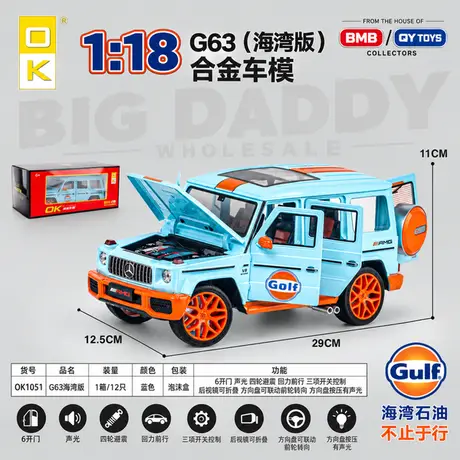 OK
1:18
G63（海湾版）
合金车模
FROM THE HOUSE OF
BMB / QY TOYS
COLLECTORS
BIG DADDY
WHOLESALE
OK
11CM
AMG
V8
Gulf
12.5CM
29CM
货号 品名 装量 颜色 包装 功能
OK1051 G63海湾版 1箱/12只 蓝色 泡沫盒 6开门 声光 四轮避震 回力前行 三项开关控制
后视镜可折叠 方向盘可联动前轮转向 方向盘按压有声光
6开门
声光
四轮避震
回力前行
三项开关控制
后视镜可折叠
方向盘可联动
前轮转向
方向盘按压
有声光
Gulf
海湾石油
不止于行